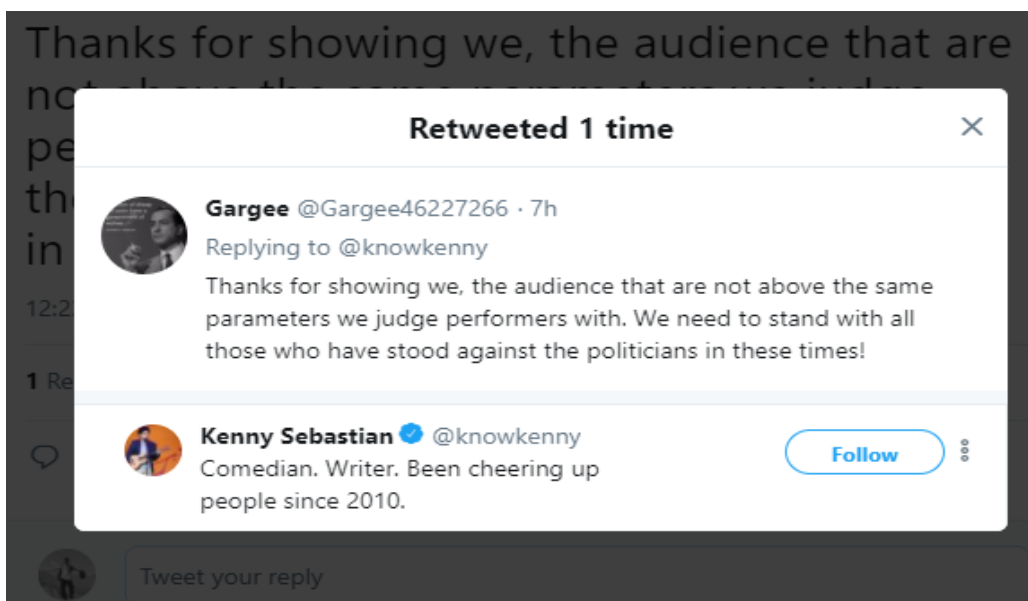 Thanks for showing we, the audience that are
Retweeted 1 time
Gargee @Gargee46227266 · 7h
Replying to @knowkenny
Thanks for showing we, the audience that are not above the same
parameters we judge performers with. We need to stand with all
those who have stood against the politicians in these times!
in
1 Re
Kenny Sebastian @knowkenny
Comedian. Writer. Been cheering up
people since 2010.
Follow
Tweet your reply